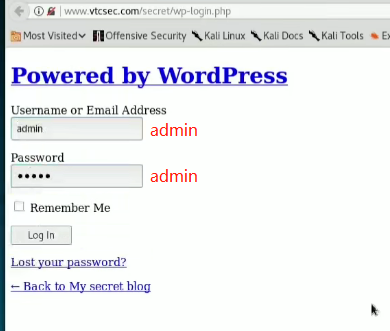 www.vtcsec.com/secret/wp-login.php
Most Visited Offensive Security Kali Linux Kali Docs Kali Tools Ex
Powered by WordPress
Username or Email Address
admin admin
Password
••••• admin
Remember Me
Log In
Lost your password?
← Back to My secret blog